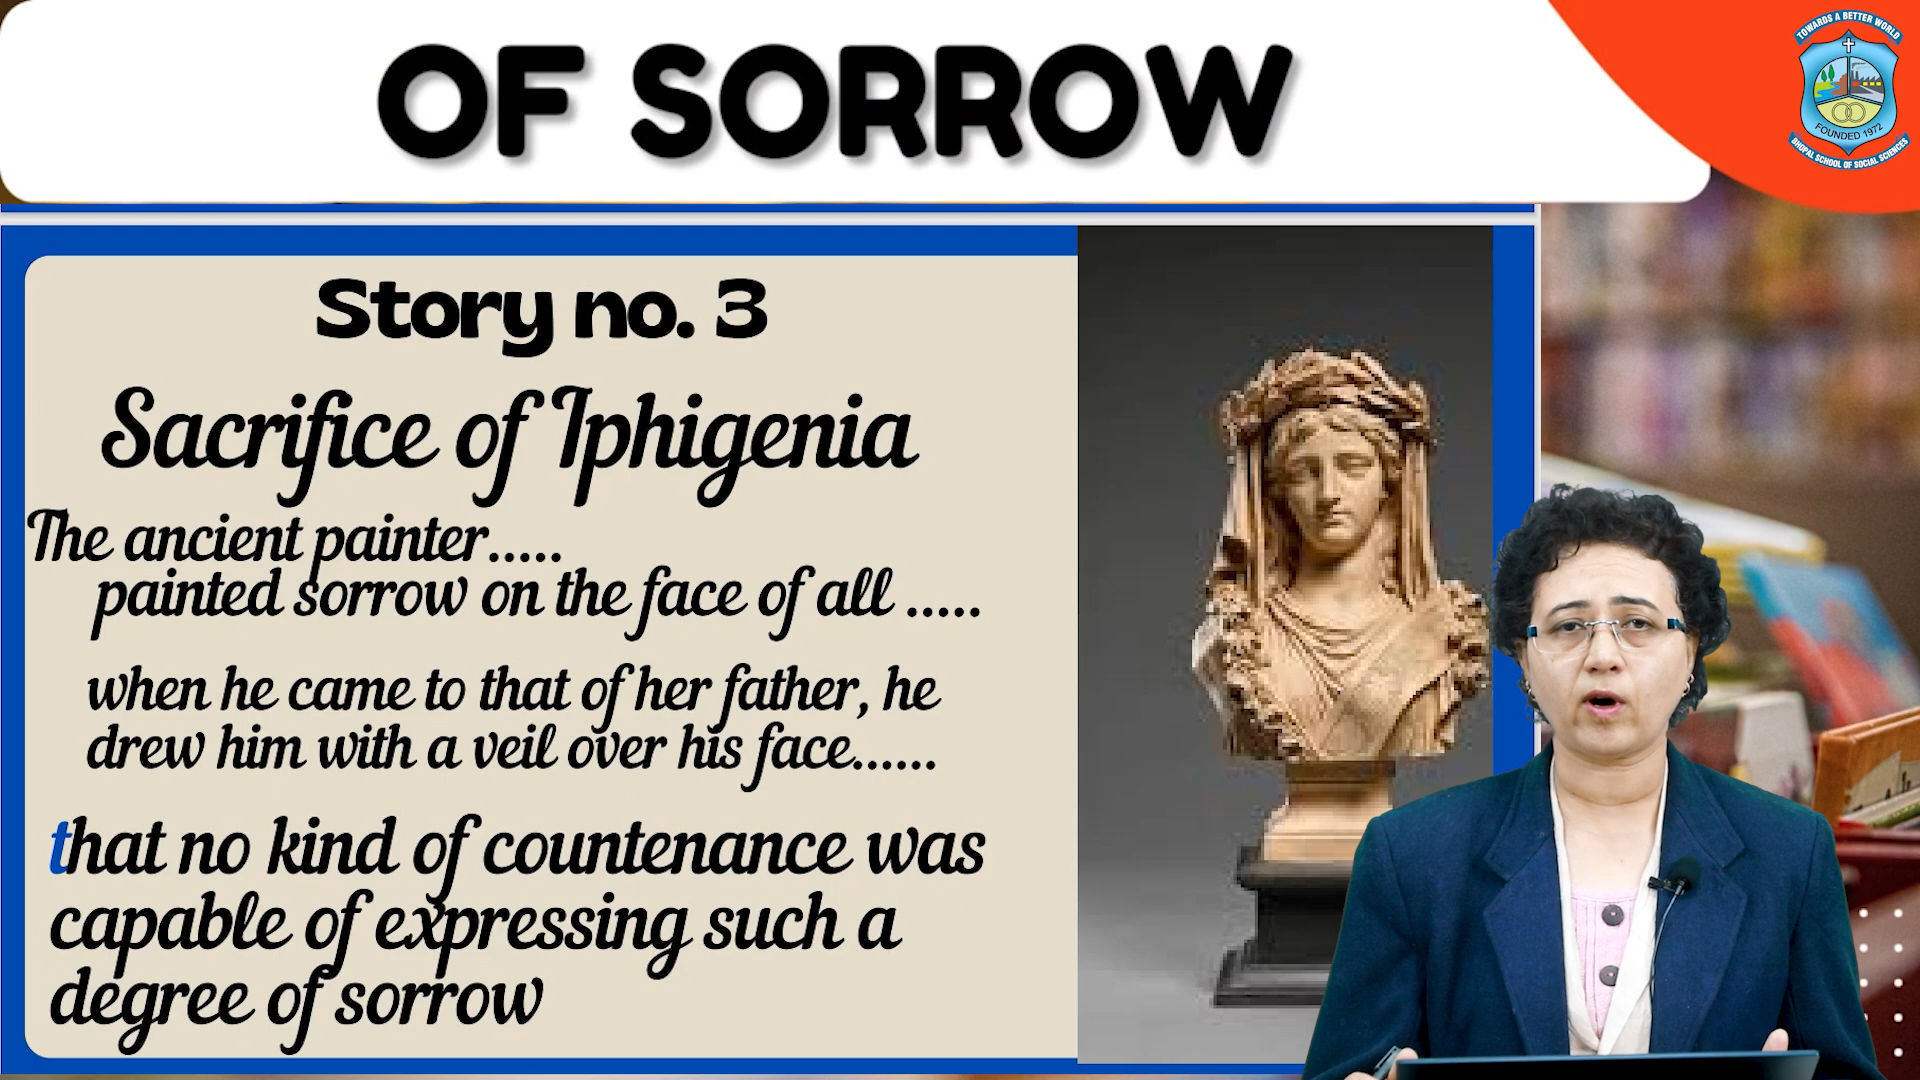 OF SORROW
TOWARDS A BETTER WORLD
FOUNDED 1972
BHOPAL SCHOOL OF SOCIAL SCIENCES
Story no. 3
Sacrifice of Iphigenia
The ancient painter.....
painted sorrow on the face of all .....
when he came to that of her father, he
drew him with a veil over his face......
that no kind of countenance was
capable of expressing such a
degree of sorrow